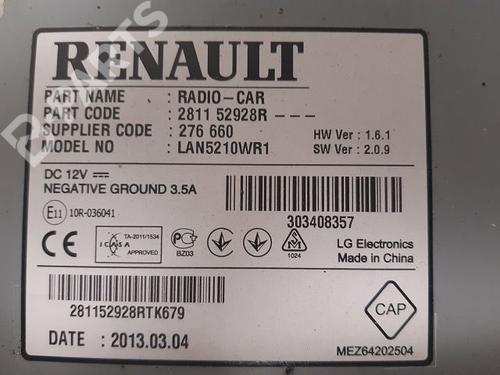 RENAULT
PART NAME : RADIO-CAR
PART CODE : 2811 52928R - - -
SUPPLIER CODE : 276 660
MODEL NO : LAN5210WR1
HW Ver : 1.6.1
SW Ver : 2.0.9
DC 12V
NEGATIVE GROUND 3.5A
E11 10R-036041
303408357
CE
ICASA
TA-2011/1534
APPROVED
BZ03
1024
LG Electronics
Made in China
281152928RTK679
CAP
DATE : 2013.03.04
MEZ64202504
PARTS